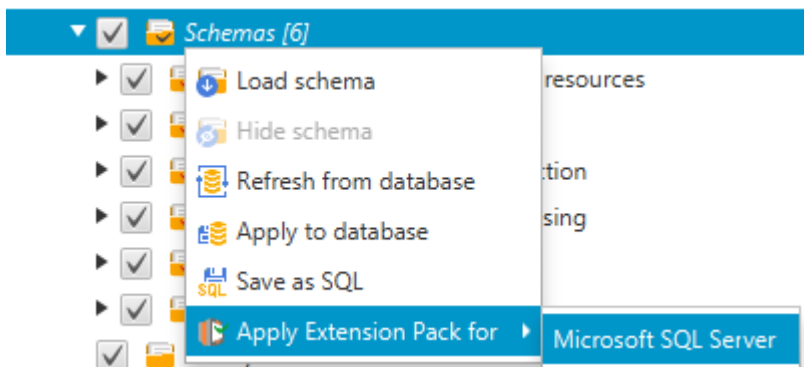 Schemas [6]
Load schema
resources
Hide schema
Refresh from database
tion
Apply to database
sing
Save as SQL
Apply Extension Pack for
Microsoft SQL Server